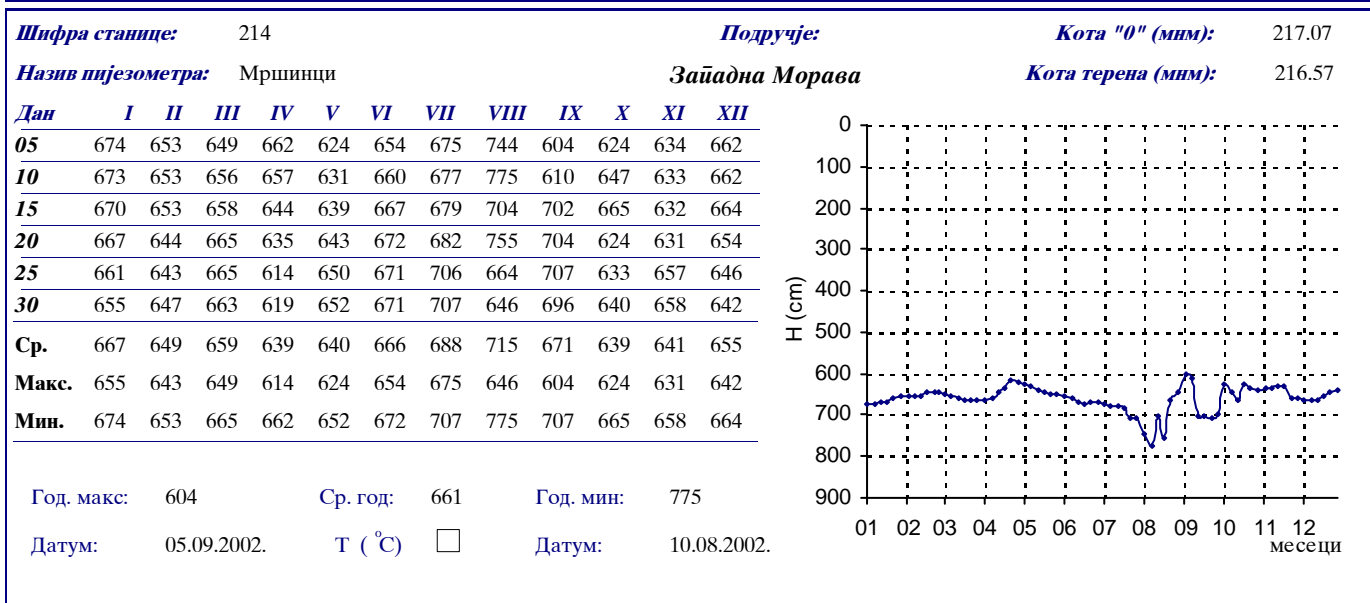 Шифра станице: 214 Подручје: Кота "0" (мнм): 217.07
Назив пијезометра: Мршинци Западна Морава Кота терена (мнм): 216.57
Дан I II III IV V VI VII VIII IX X XI XII
05 674 653 649 662 624 654 675 744 604 624 634 662
10 673 653 656 657 631 660 677 775 610 647 633 662
15 670 653 658 644 639 667 679 704 702 665 632 664
20 667 644 665 635 643 672 682 755 704 624 631 654
25 661 643 665 614 650 671 706 664 707 633 657 646
30 655 647 663 619 652 671 707 646 696 640 658 642
Ср. 667 649 659 639 640 666 688 715 671 639 641 655
Макс. 655 643 649 614 624 654 675 646 604 624 631 642
Мин. 674 653 665 662 652 672 707 775 707 665 658 664
Год. макс: 604 Ср. год: 661 Год. мин: 775
Датум: 05.09.2002. Т ( °C) Датум: 10.08.2002.
H (cm)
0
100
200
300
400
500
600
700
800
900
01 02 03 04 05 06 07 08 09 10 11 12
месеци